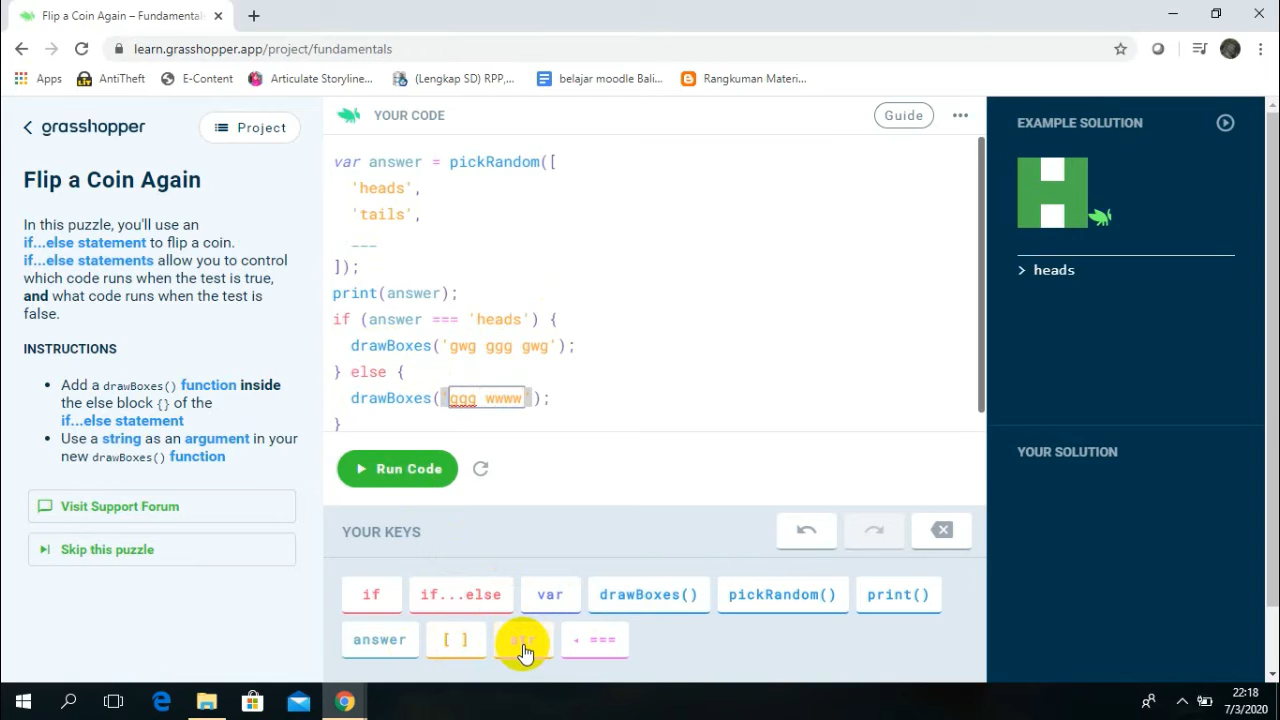 Flip a Coin Again – Fundamentals
learn.grasshopper.app/project/fundamentals
Apps AntiTheft E-Content Articulate Storyline... (Lengkap SD) RPP,... belajar moodle Bali... Rangkuman Materi...
grasshopper
Project
Flip a Coin Again
In this puzzle, you'll use an
if...else statement to flip a coin.
if...else statements allow you to control
which code runs when the test is true,
and what code runs when the test is
false.
INSTRUCTIONS
Add a drawBoxes() function inside
the else block {} of the
if...else statement
Use a string as an argument in your
new drawBoxes() function
Visit Support Forum
Skip this puzzle
YOUR CODE
Guide
var answer = pickRandom([
'heads',
'tails',
___
]);
print(answer);
if (answer === 'heads') {
drawBoxes('gwg ggg gwg');
} else {
drawBoxes('ggg wwww');
}
Run Code
YOUR KEYS
if if...else var drawBoxes() pickRandom() print()
answer [ ] str ===
EXAMPLE SOLUTION
> heads
YOUR SOLUTION
22:18
7/3/2020